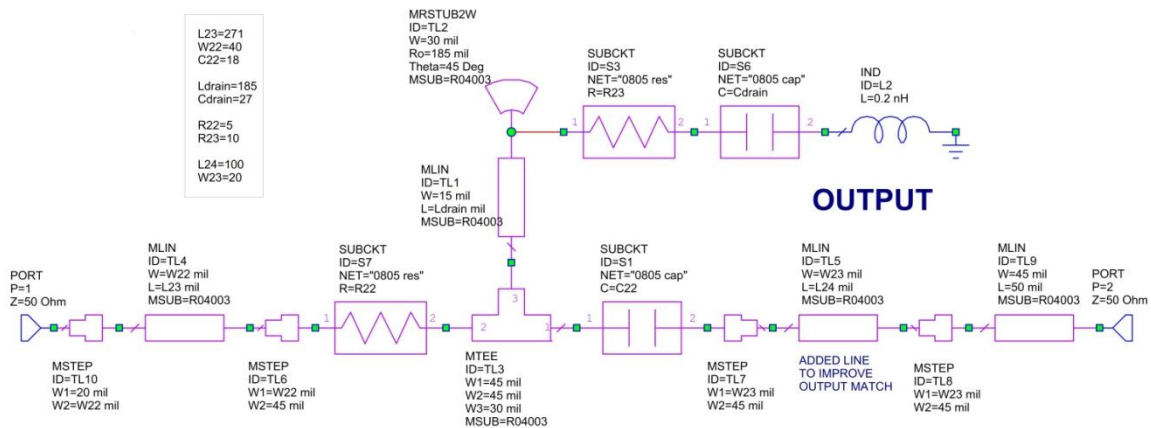 L23=271
W22=40
C22=18
Ldrain=185
Cdrain=27
R22=5
R23=10
L24=100
W23=20
MRSTUB2W
ID=TL2
W=30 mil
Ro=185 mil
Theta=45 Deg
MSUB=R04003
SUBCKT
ID=S3
NET="0805 res"
R=R23
1
2
SUBCKT
ID=S6
NET="0805 cap"
C=Cdrain
1
2
IND
ID=L2
L=0.2 nH
MLIN
ID=TL1
W=15 mil
L=Ldrain mil
MSUB=R04003
OUTPUT
PORT
P=1
Z=50 Ohm
MSTEP
ID=TL10
W1=20 mil
W2=W22 mil
MLIN
ID=TL4
W=W22 mil
L=L23 mil
MSUB=R04003
MSTEP
ID=TL6
W1=W22 mil
W2=45 mil
SUBCKT
ID=S7
NET="0805 res"
R=R22
1
2
3
2
1
MTEE
ID=TL3
W1=45 mil
W2=45 mil
W3=30 mil
MSUB=R04003
SUBCKT
ID=S1
NET="0805 cap"
C=C22
1
2
MSTEP
ID=TL7
W1=W23 mil
W2=45 mil
MLIN
ID=TL5
W=W23 mil
L=L24 mil
MSUB=R04003
ADDED LINE
TO IMPROVE
OUTPUT MATCH
MSTEP
ID=TL8
W1=W23 mil
W2=45 mil
MLIN
ID=TL9
W=45 mil
L=50 mil
MSUB=R04003
PORT
P=2
Z=50 Ohm